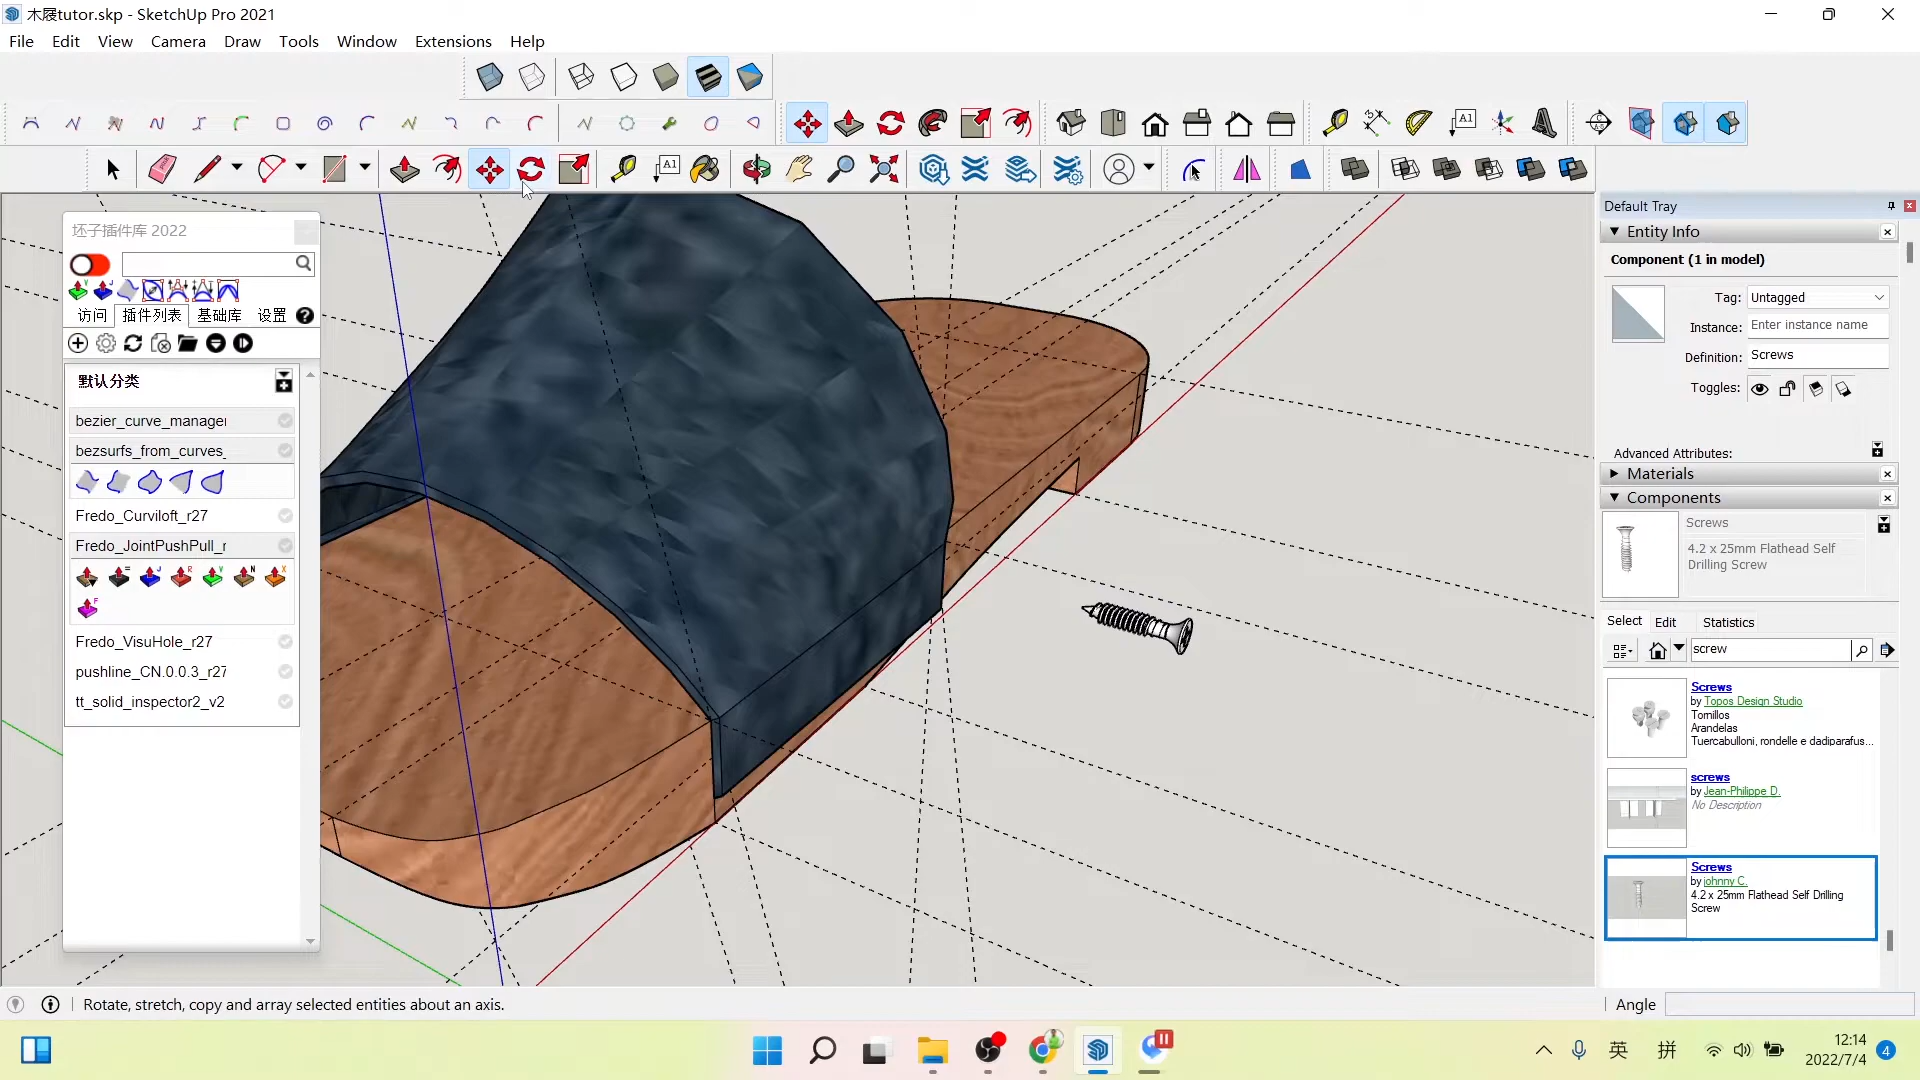 木屐tutor.skp - SketchUp Pro 2021
File Edit View Camera Draw Tools Window Extensions Help
坯子插件库 2022
访问 插件列表 基础库 设置
默认分类
bezier_curve_manager
bezsurfs_from_curves_
Fredo_Curviloft_r27
Fredo_JointPushPull_r
Fredo_VisuHole_r27
pushline_CN.0.0.3_r27
tt_solid_inspector2_v2
Default Tray
Entity Info
Component (1 in model)
Tag: Untagged
Instance: Enter instance name
Definition: Screws
Toggles:
Advanced Attributes:
Materials
Components
Screws
4.2 x 25mm Flathead Self
Drilling Screw
Select Edit Statistics
screw
Screws
by Topos Design Studio
Tomillos
Arandelas
Tuercabulloni, rondelle e dadiparafus...
screws
by Jean-Philippe D.
No Description
Screws
by johnny C.
4.2 x 25mm Flathead Self Drilling
Screw
Rotate, stretch, copy and array selected entities about an axis.
Angle
英 拼
12:14
2022/7/4
4